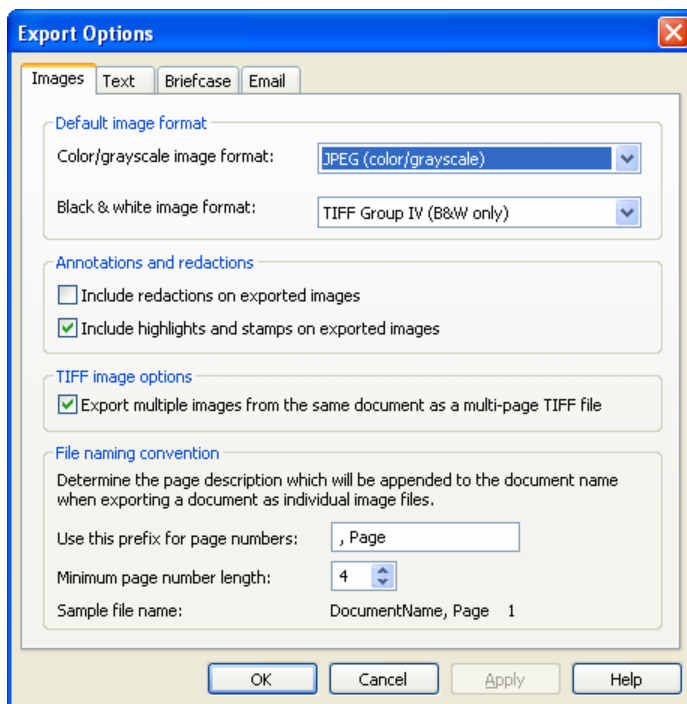 Export Options
Images Text Briefcase Email
Default image format
Color/grayscale image format: JPEG (color/grayscale)
Black & white image format: TIFF Group IV (B&W only)
Annotations and redactions
Include redactions on exported images
Include highlights and stamps on exported images
TIFF image options
Export multiple images from the same document as a multi-page TIFF file
File naming convention
Determine the page description which will be appended to the document name
when exporting a document as individual image files.
Use this prefix for page numbers: , Page
Minimum page number length: 4
Sample file name: DocumentName, Page   1
OK Cancel Apply Help